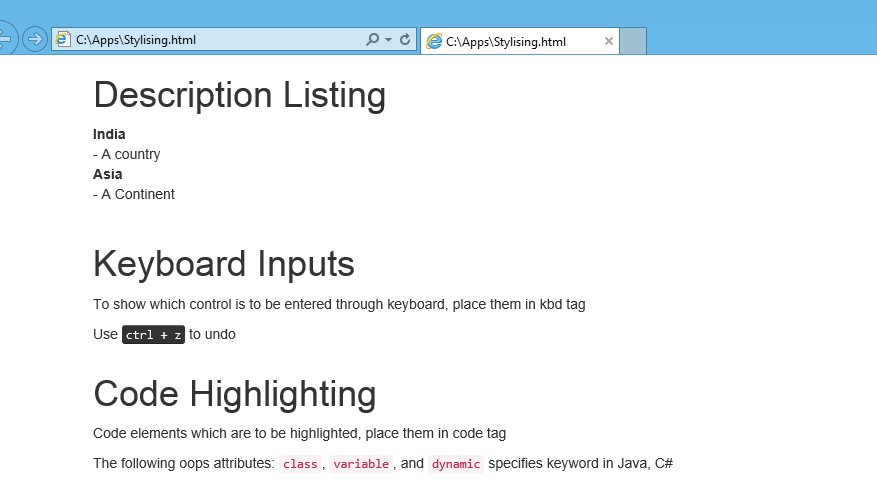 C:\Apps\Stylising.html
C:\Apps\Stylising.html
Description Listing
India
- A country
Asia
- A Continent
Keyboard Inputs
To show which control is to be entered through keyboard, place them in kbd tag
Use ctrl + z to undo
Code Highlighting
Code elements which are to be highlighted, place them in code tag
The following oops attributes: class, variable, and dynamic specifies keyword in Java, C#